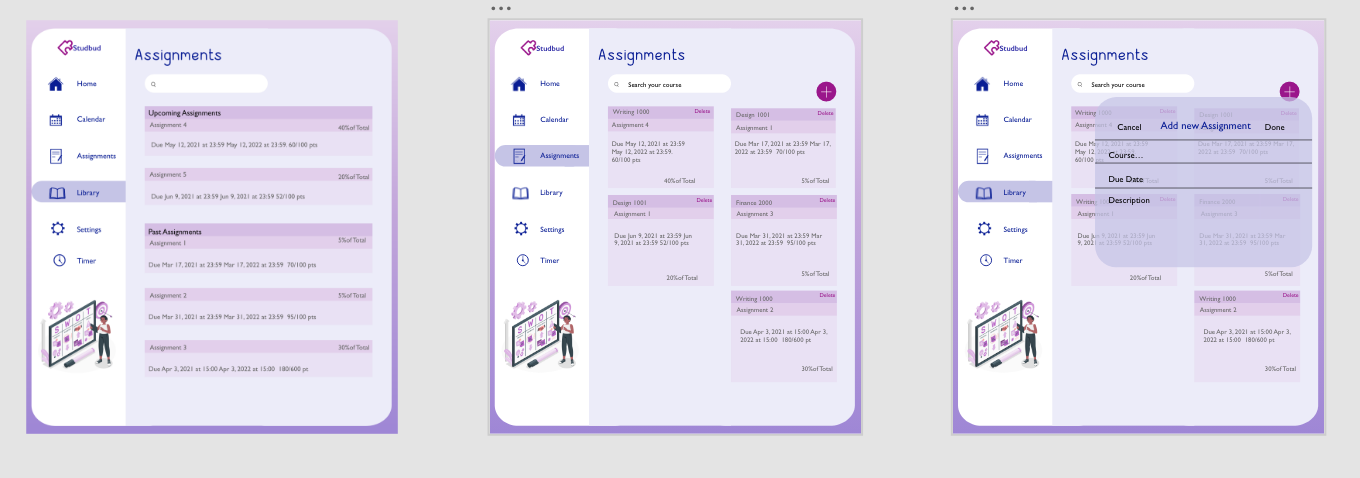 Studbud
Assignments
Home
Calendar
Assignments
Library
Settings
Timer
Upcoming Assignments
Assignment 4
40%of Total
Due May 12, 2021 at 23:59 May 12, 2022 at 23:59. 60/100 pts
Assignment 5
20%of Total
Due Jun 9, 2021 at 23:59 Jun 9, 2021 at 23:59 52/100 pts
Past Assignments
Assignment 1
5%of Total
Due Mar 17, 2021 at 23:59 Mar 17, 2022 at 23:59 70/100 pts
Assignment 2
5%of Total
Due Mar 31, 2021 at 23:59 Mar 31, 2022 at 23:59 95/100 pts
Assignment 3
30%of Total
Due Apr 3, 2021 at 15:00 Apr 3, 2022 at 15:00 180/600 pt
SWOT
Studbud
Assignments
Search your course
Home
Calendar
Assignments
Library
Settings
Timer
Writing 1000 Delete
Assignment 4
Due May 12, 2021 at 23:59
May 12, 2022 at 23:59.
60/100 pts
40%of Total
Design 1001 Delete
Assignment 1
Due Mar 17, 2021 at 23:59 Mar 17,
2022 at 23:59 70/100 pts
5%of Total
Design 1001 Delete
Assignment 1
Due Jun 9, 2021 at 23:59 Jun
9, 2021 at 23:59 52/100 pts
20%of Total
Finance 2000 Delete
Assignment 3
Due Mar 31, 2021 at 23:59 Mar
31, 2022 at 23:59 95/100 pts
5%of Total
Writing 1000 Delete
Assignment 2
Due Apr 3, 2021 at 15:00 Apr 3,
2022 at 15:00 180/600 pt
30%of Total
SWOT
Studbud
Assignments
Search your course
Home
Calendar
Assignments
Library
Settings
Timer
Cancel Add new Assignment Done
Course...
Due Date
Description
20%of Total
5%of Total
Writing 1000 Delete
Assignment 2
Due Apr 3, 2021 at 15:00 Apr 3,
2022 at 15:00 180/600 pt
30%of Total
SWOT